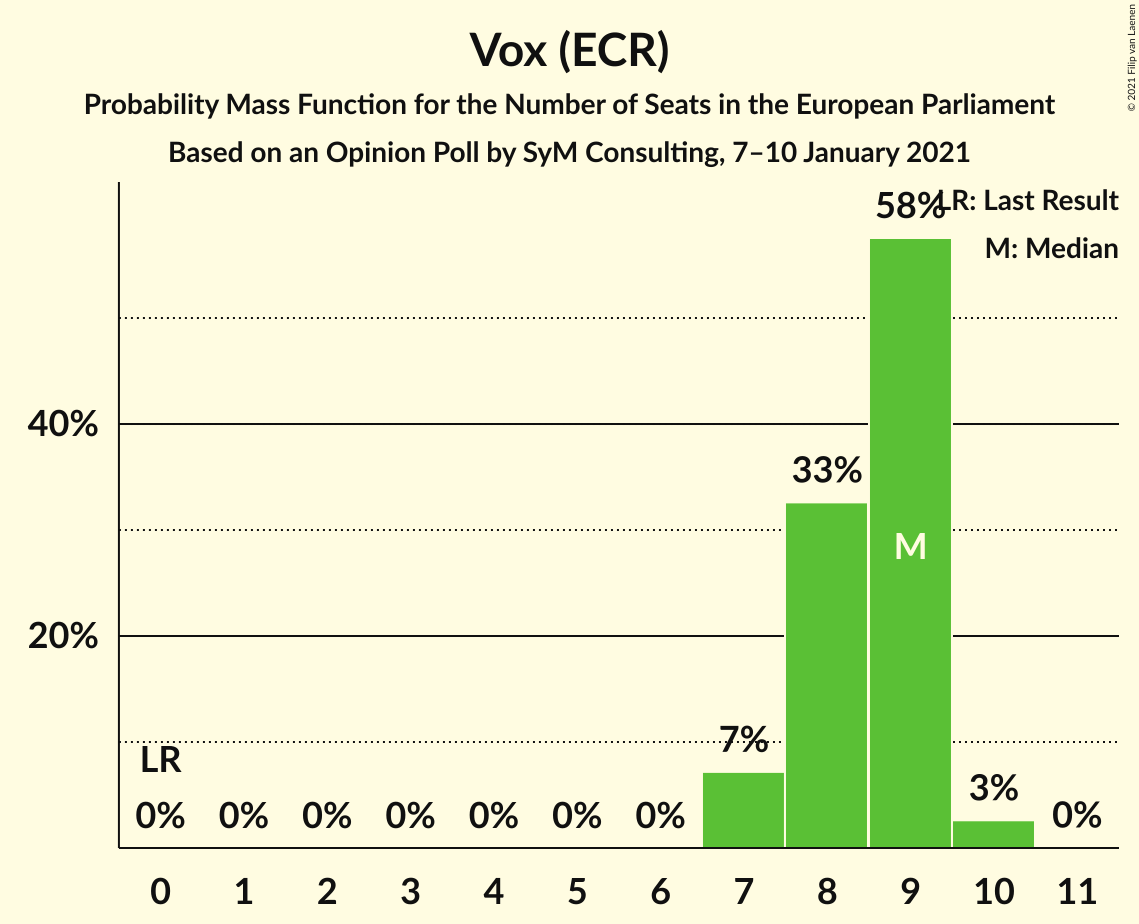 Vox (ECR)
Probability Mass Function for the Number of Seats in the European Parliament
Based on an Opinion Poll by SyM Consulting, 7–10 January 2021
© 2021 Filip van Laenen
LR: Last Result
M: Median
58%
40%
33%
M
20%
7%
LR
3%
0% 0% 0% 0% 0% 0% 0% 0%
0 1 2 3 4 5 6 7 8 9 10 11